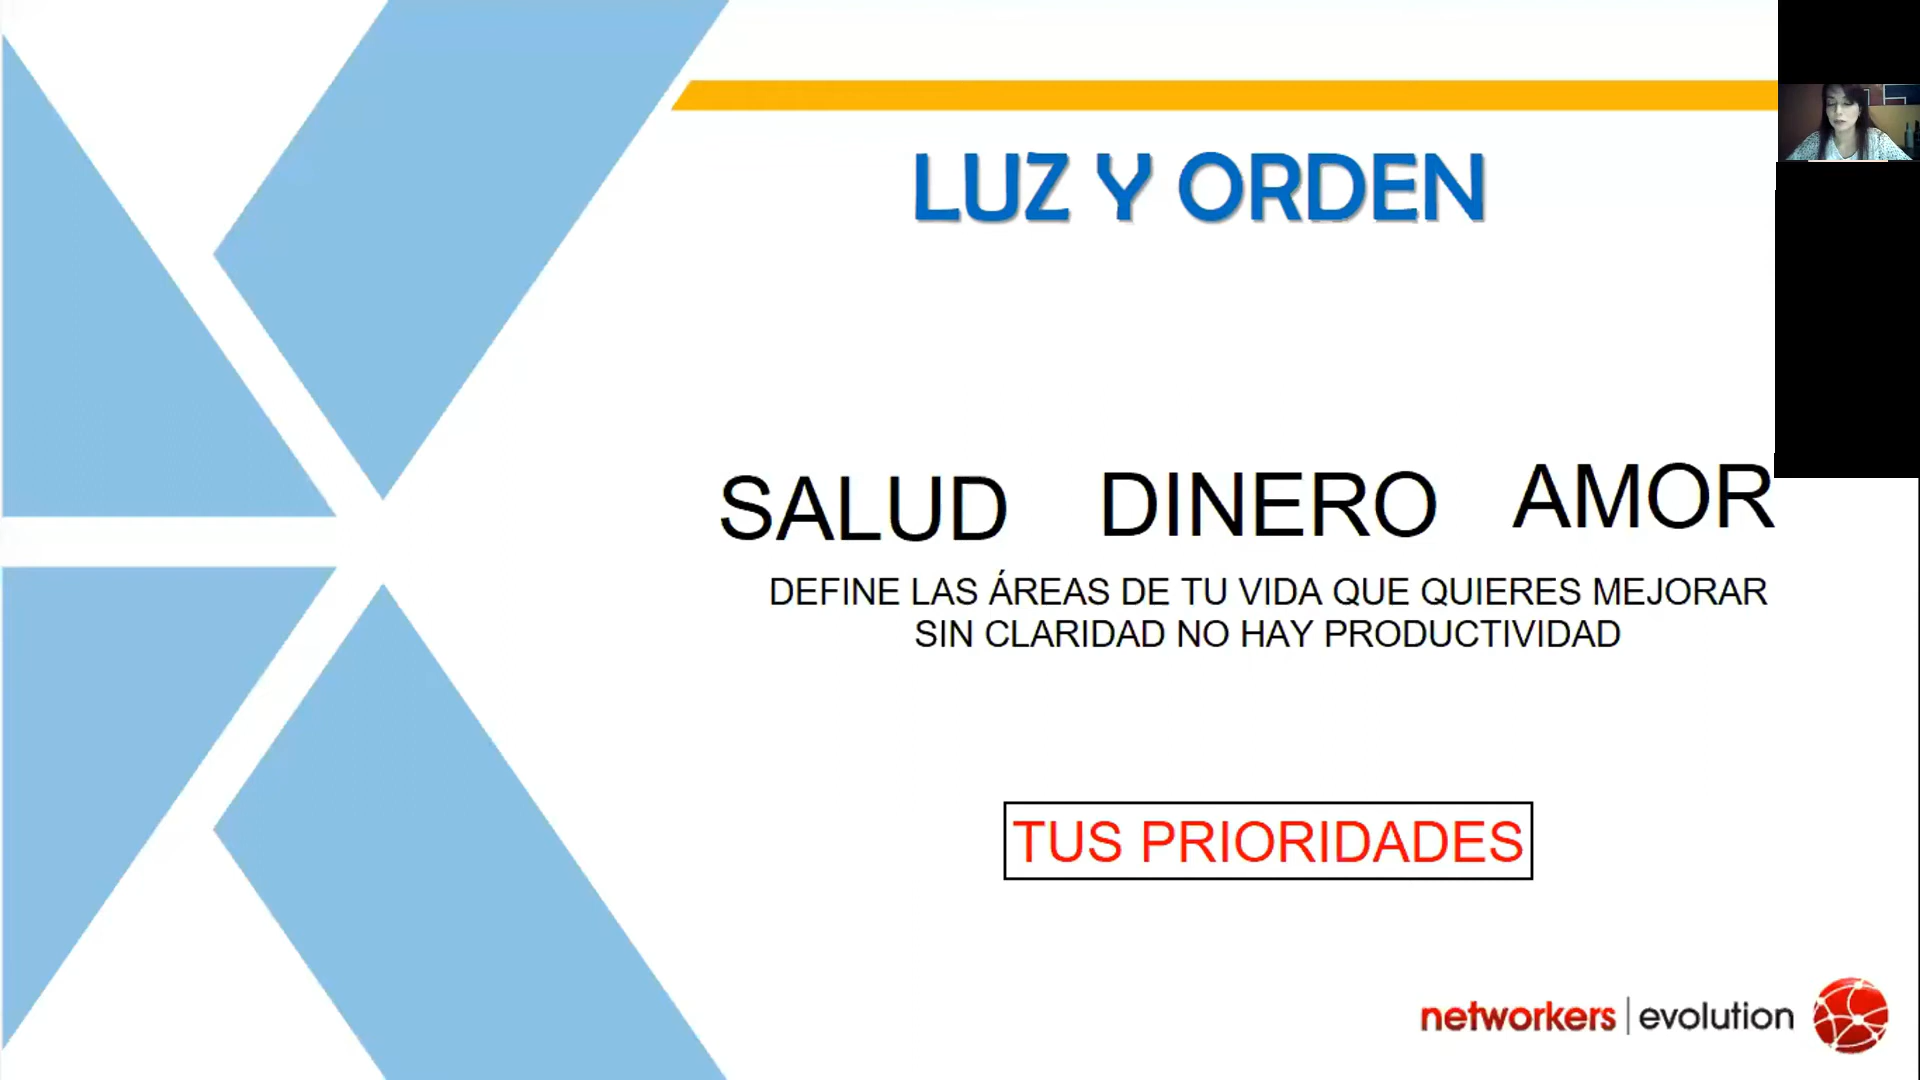 LUZ Y ORDEN
SALUD DINERO AMOR
DEFINE LAS ÁREAS DE TU VIDA QUE QUIERES MEJORAR
SIN CLARIDAD NO HAY PRODUCTIVIDAD
TUS PRIORIDADES
networkers | evolution